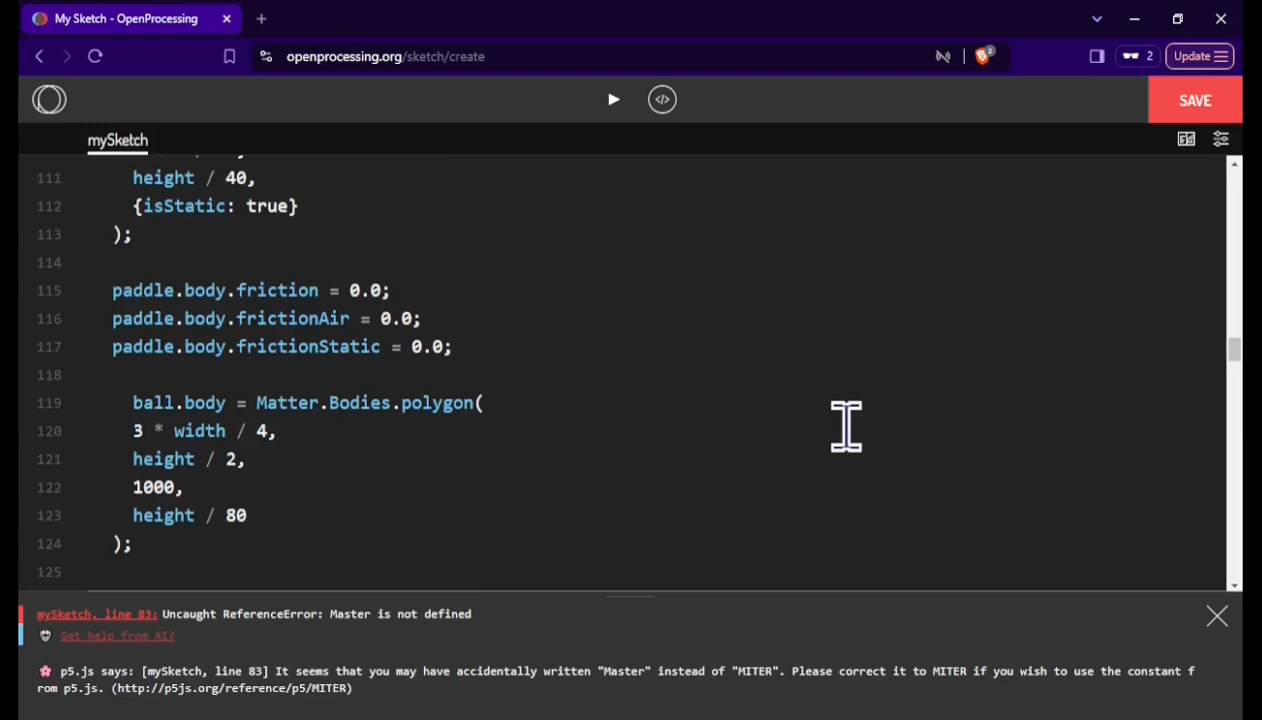 My Sketch - OpenProcessing
openprocessing.org/sketch/create
2
2
Update
</>
SAVE
mySketch
111 height / 40,
112 {isStatic: true}
113 );
114
115 paddle.body.friction = 0.0;
116 paddle.body.frictionAir = 0.0;
117 paddle.body.frictionStatic = 0.0;
118
119 ball.body = Matter.Bodies.polygon(
120 3 * width / 4,
121 height / 2,
122 1000,
123 height / 80
124 );
125
mySketch, line 83: Uncaught ReferenceError: Master is not defined
Get help from AI?
🌸 p5.js says: [mySketch, line 83] It seems that you may have accidentally written "Master" instead of "MITER". Please correct it to MITER if you wish to use the constant f
rom p5.js. (http://p5js.org/reference/p5/MITER)